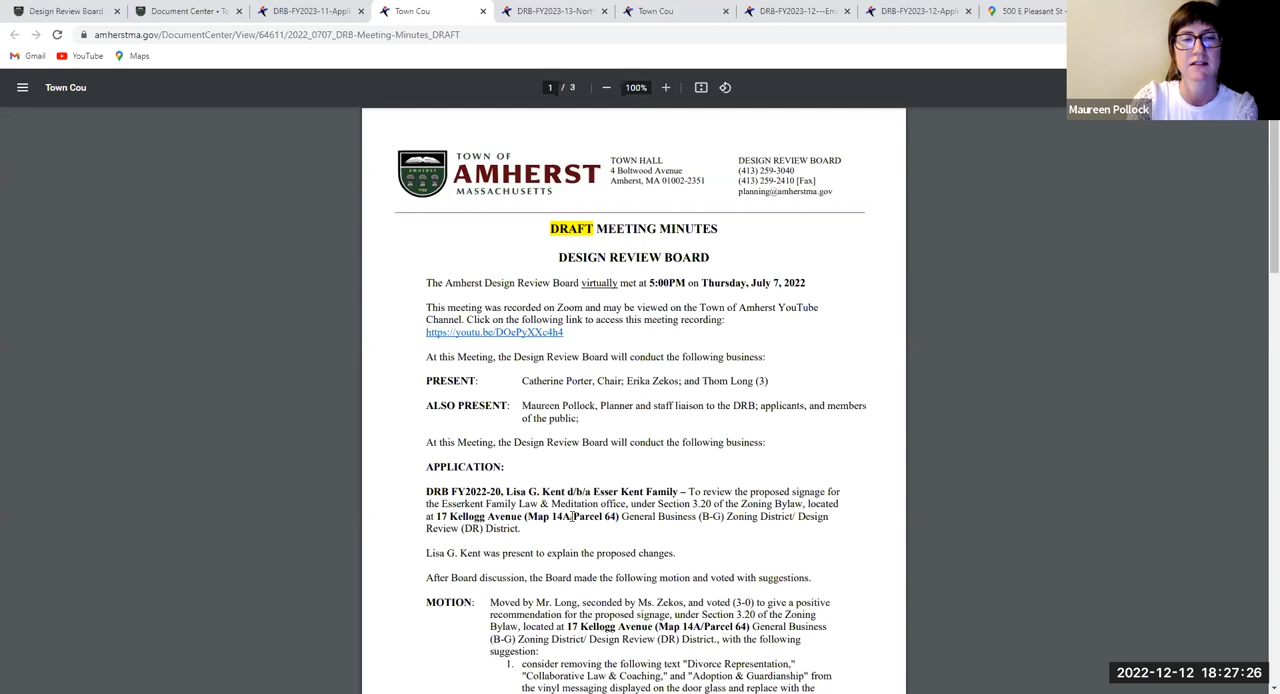 Design Review Board
Document Center • To
DRB-FY2023-11-Appli
Town Cou
DRB-FY2023-13-Nort
Town Cou
DRB-FY2023-12---Em
DRB-FY2023-12-Appli
500 E Pleasant St -
amherstma.gov/DocumentCenter/View/64611/2022_0707_DRB-Meeting-Minutes_DRAFT
Gmail
YouTube
Maps
Town Cou
1 / 3
100%
Maureen Pollock
TOWN OF
AMHERST
MASSACHUSETTS
TOWN HALL
4 Boltwood Avenue
Amherst, MA 01002-2351
DESIGN REVIEW BOARD
(413) 259-3040
(413) 259-2410 [Fax]
planning@amherstma.gov
DRAFT MEETING MINUTES
DESIGN REVIEW BOARD
The Amherst Design Review Board virtually met at 5:00PM on Thursday, July 7, 2022
This meeting was recorded on Zoom and may be viewed on the Town of Amherst YouTube
Channel. Click on the following link to access this meeting recording:
https://youtu.be/DOePyXXc4h4
At this Meeting, the Design Review Board will conduct the following business:
PRESENT: Catherine Porter, Chair; Erika Zekos; and Thom Long (3)
ALSO PRESENT: Maureen Pollock, Planner and staff liaison to the DRB; applicants, and members
of the public;
At this Meeting, the Design Review Board will conduct the following business:
APPLICATION:
DRB FY2022-20, Lisa G. Kent d/b/a Esser Kent Family – To review the proposed signage for
the Esserkent Family Law & Meditation office, under Section 3.20 of the Zoning Bylaw, located
at 17 Kellogg Avenue (Map 14A/Parcel 64) General Business (B-G) Zoning District/ Design
Review (DR) District.
Lisa G. Kent was present to explain the proposed changes.
After Board discussion, the Board made the following motion and voted with suggestions.
MOTION: Moved by Mr. Long, seconded by Ms. Zekos, and voted (3-0) to give a positive
recommendation for the proposed signage, under Section 3.20 of the Zoning
Bylaw, located at 17 Kellogg Avenue (Map 14A/Parcel 64) General Business
(B-G) Zoning District/ Design Review (DR) District., with the following
suggestion:
1. consider removing the following text "Divorce Representation,"
"Collaborative Law & Coaching," and "Adoption & Guardianship" from
the vinyl messaging displayed on the door glass and replace with the
2022-12-12 18:27:26